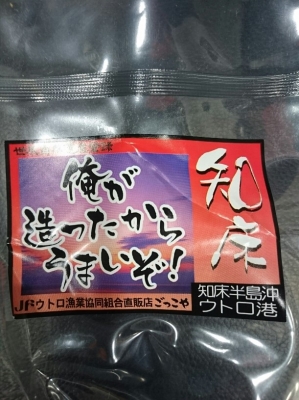 俺が
造ったから
うまいぞ！
知床
知床半島沖
ウトロ港
JFウトロ漁業協同組合直販店ごっこや